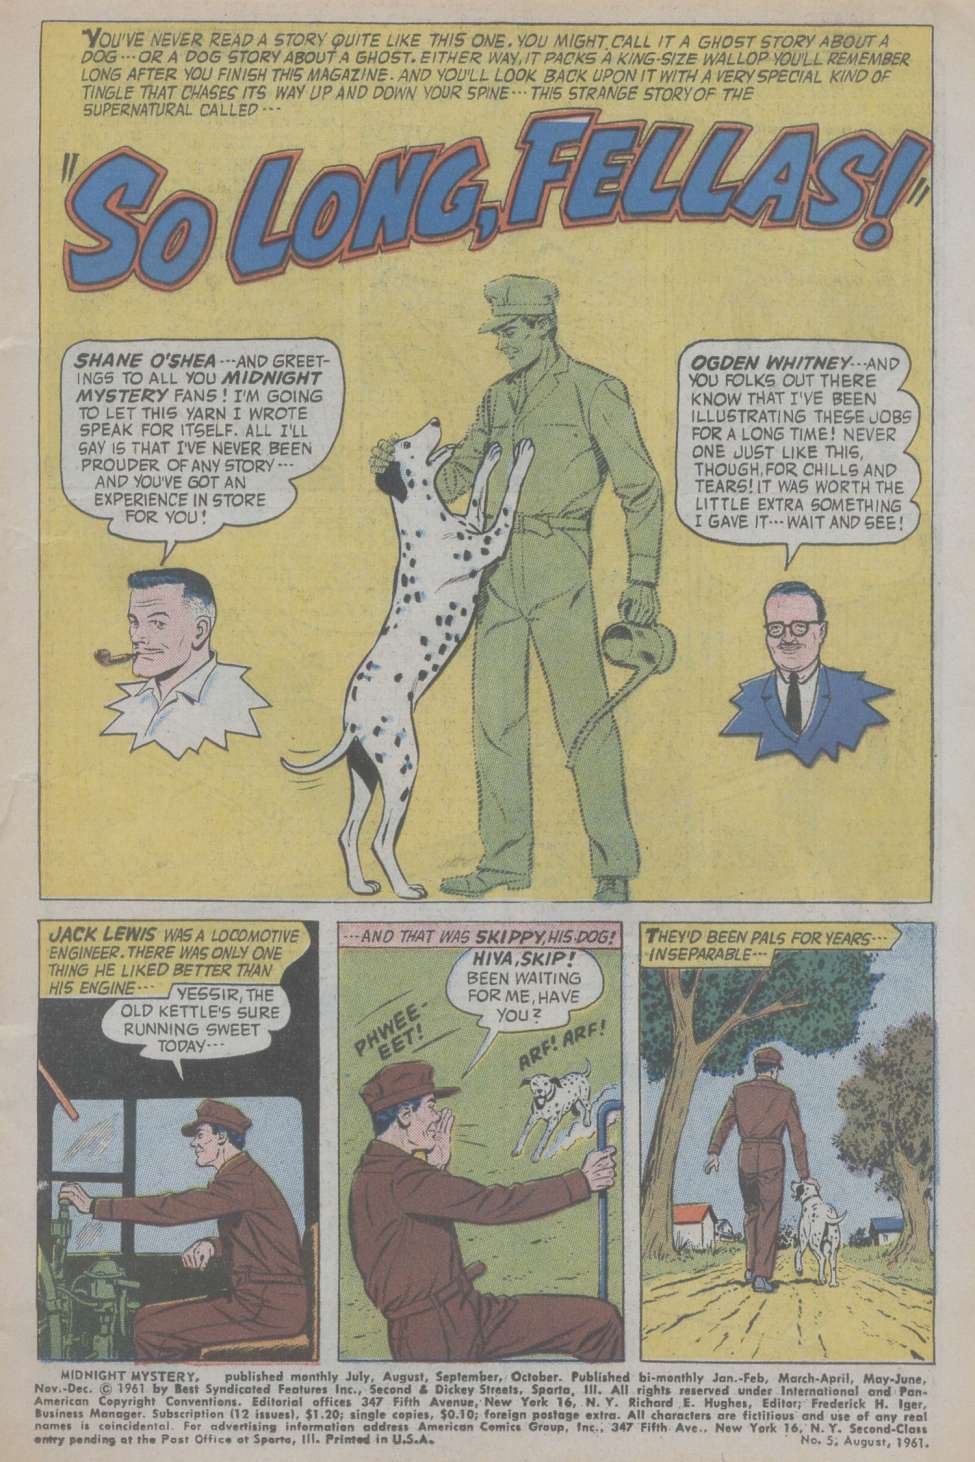 YOU'VE NEVER READ A STORY QUITE LIKE THIS ONE. YOU MIGHT CALL IT A GHOST STORY ABOUT A
DOG---OR A DOG STORY ABOUT A GHOST. EITHER WAY, IT PACKS A KING-SIZE WALLOP YOU'LL REMEMBER
LONG AFTER YOU FINISH THIS MAGAZINE. AND YOU'LL LOOK BACK UPON IT WITH A VERY SPECIAL KIND OF
TINGLE THAT CHASES ITS WAY UP AND DOWN YOUR SPINE---THIS STRANGE STORY OF THE
SUPERNATURAL CALLED---
"SO LONG, FELLAS!"
SHANE O'SHEA---AND GREET-
INGS TO ALL YOU MIDNIGHT
MYSTERY FANS! I'M GOING
TO LET THIS YARN I WROTE
SPEAK FOR ITSELF. ALL I'LL
SAY IS THAT I'VE NEVER BEEN
PROUDER OF ANY STORY---
AND YOU'VE GOT AN
EXPERIENCE IN STORE
FOR YOU!
OGDEN WHITNEY---AND
YOU FOLKS OUT THERE
KNOW THAT I'VE BEEN
ILLUSTRATING THESE JOBS
FOR A LONG TIME! NEVER
ONE JUST LIKE THIS,
THOUGH, FOR CHILLS AND
TEARS! IT WAS WORTH THE
LITTLE EXTRA SOMETHING
I GAVE IT---WAIT AND SEE!
JACK LEWIS WAS A LOCOMOTIVE
ENGINEER. THERE WAS ONLY ONE
THING HE LIKED BETTER THAN
HIS ENGINE---
YESSIR, THE
OLD KETTLE'S SURE
RUNNING SWEET
TODAY---
---AND THAT WAS SKIPPY, HIS DOG!
HIYA, SKIP!
BEEN WAITING
FOR ME, HAVE
YOU?
PHWEE-
EET!
ARF! ARF!
THEY'D BEEN PALS FOR YEARS---
INSEPARABLE---
MIDNIGHT MYSTERY, published monthly July, August, September, October. Published bi-monthly Jan.-Feb, March-April, May-June,
Nov.-Dec. © 1961 by Best Syndicated Features Inc., Second & Dickey Streets, Sparta, Ill. All rights reserved under International and Pan-
American Copyright Conventions. Editorial offices 347 Fifth Avenue, New York 16, N. Y. Richard E. Hughes, Editor; Frederick H. Iger,
Business Manager. Subscription (12 issues), $1.20; single copies, $0.10; foreign postage extra. All characters are fictitious and use of any real
names is coincidental. For advertising information address American Comics Group, Inc., 347 Fifth Ave., New York 16, N. Y. Second-Class
entry pending at the Post Office at Sparta, Ill. Printed in U.S.A. No. 5, August, 1961.